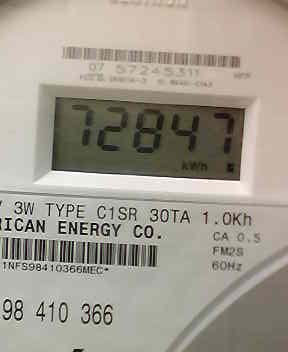 07 57245311
72847
kWh
3W TYPE C1SR 30TA 1.0Kh
RICAN ENERGY CO.
CA 0.5
FM2S
1NFS98410366MEC*
60Hz
98 410 366